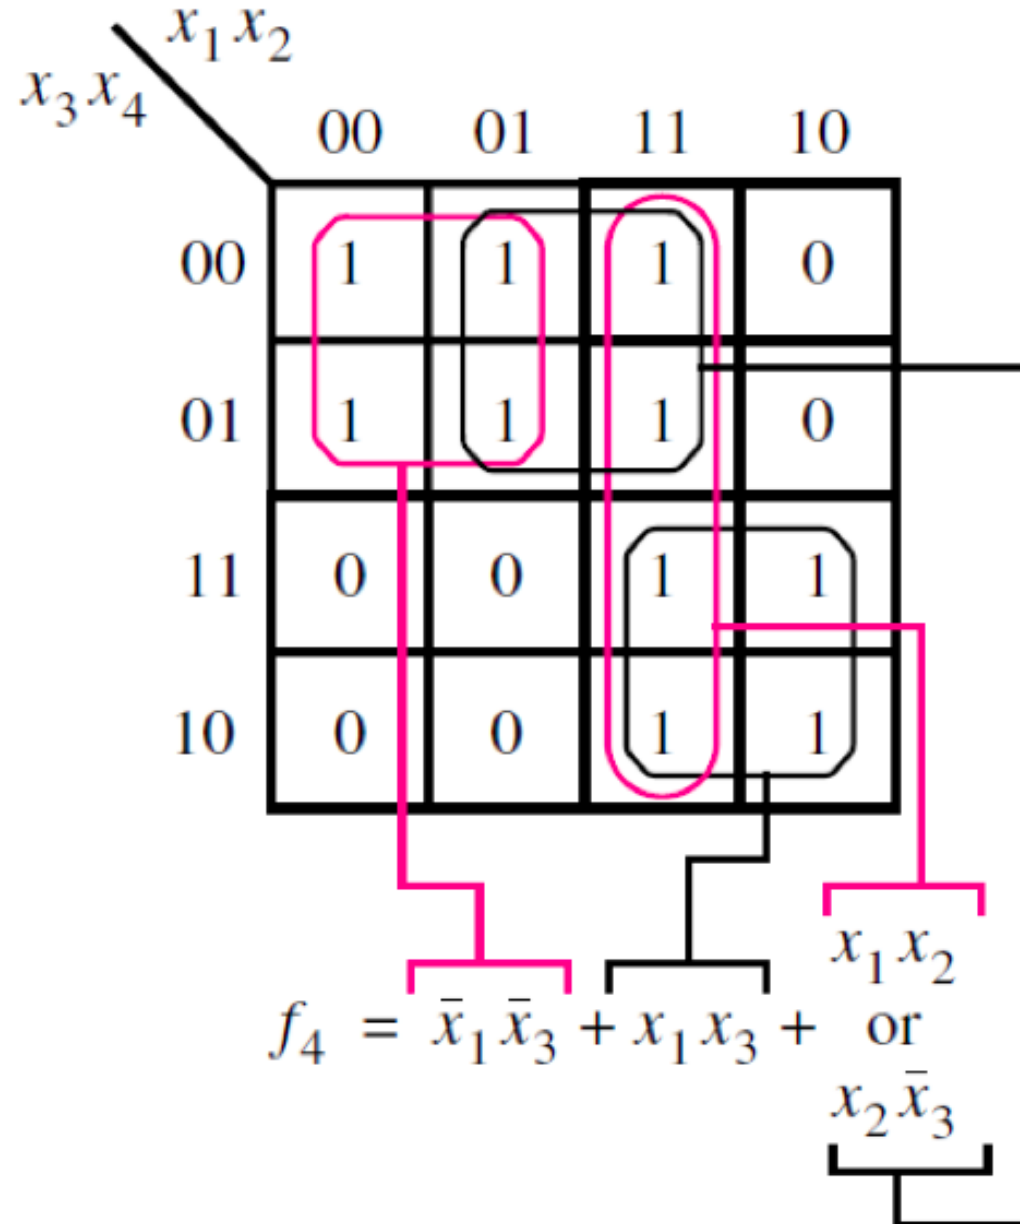 x₁x₂
x₃x₄
00 01 11 10
00 1 1 1 0
01 1 1 1 0
11 0 0 1 1
10 0 0 1 1
x₁x₂
f₄ = x̄₁x̄₃ + x₁x₃ + or
x₂x̄₃